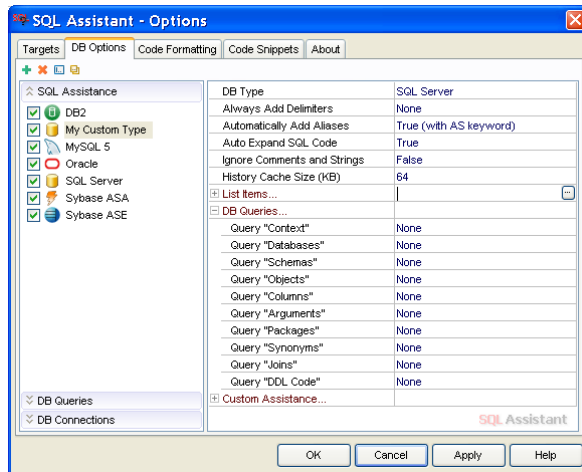 SQL Assistant - Options
Targets DB Options Code Formatting Code Snippets About
SQL Assistance
DB2
My Custom Type
MySQL 5
Oracle
SQL Server
Sybase ASA
Sybase ASE
DB Queries
DB Connections
DB Type SQL Server
Always Add Delimiters None
Automatically Add Aliases True (with AS keyword)
Auto Expand SQL Code True
Ignore Comments and Strings False
History Cache Size (KB) 64
List Items... ...
DB Queries...
Query "Context" None
Query "Databases" None
Query "Schemas" None
Query "Objects" None
Query "Columns" None
Query "Arguments" None
Query "Packages" None
Query "Synonyms" None
Query "Joins" None
Query "DDL Code" None
Custom Assistance...
SQL Assistant
OK Cancel Apply Help